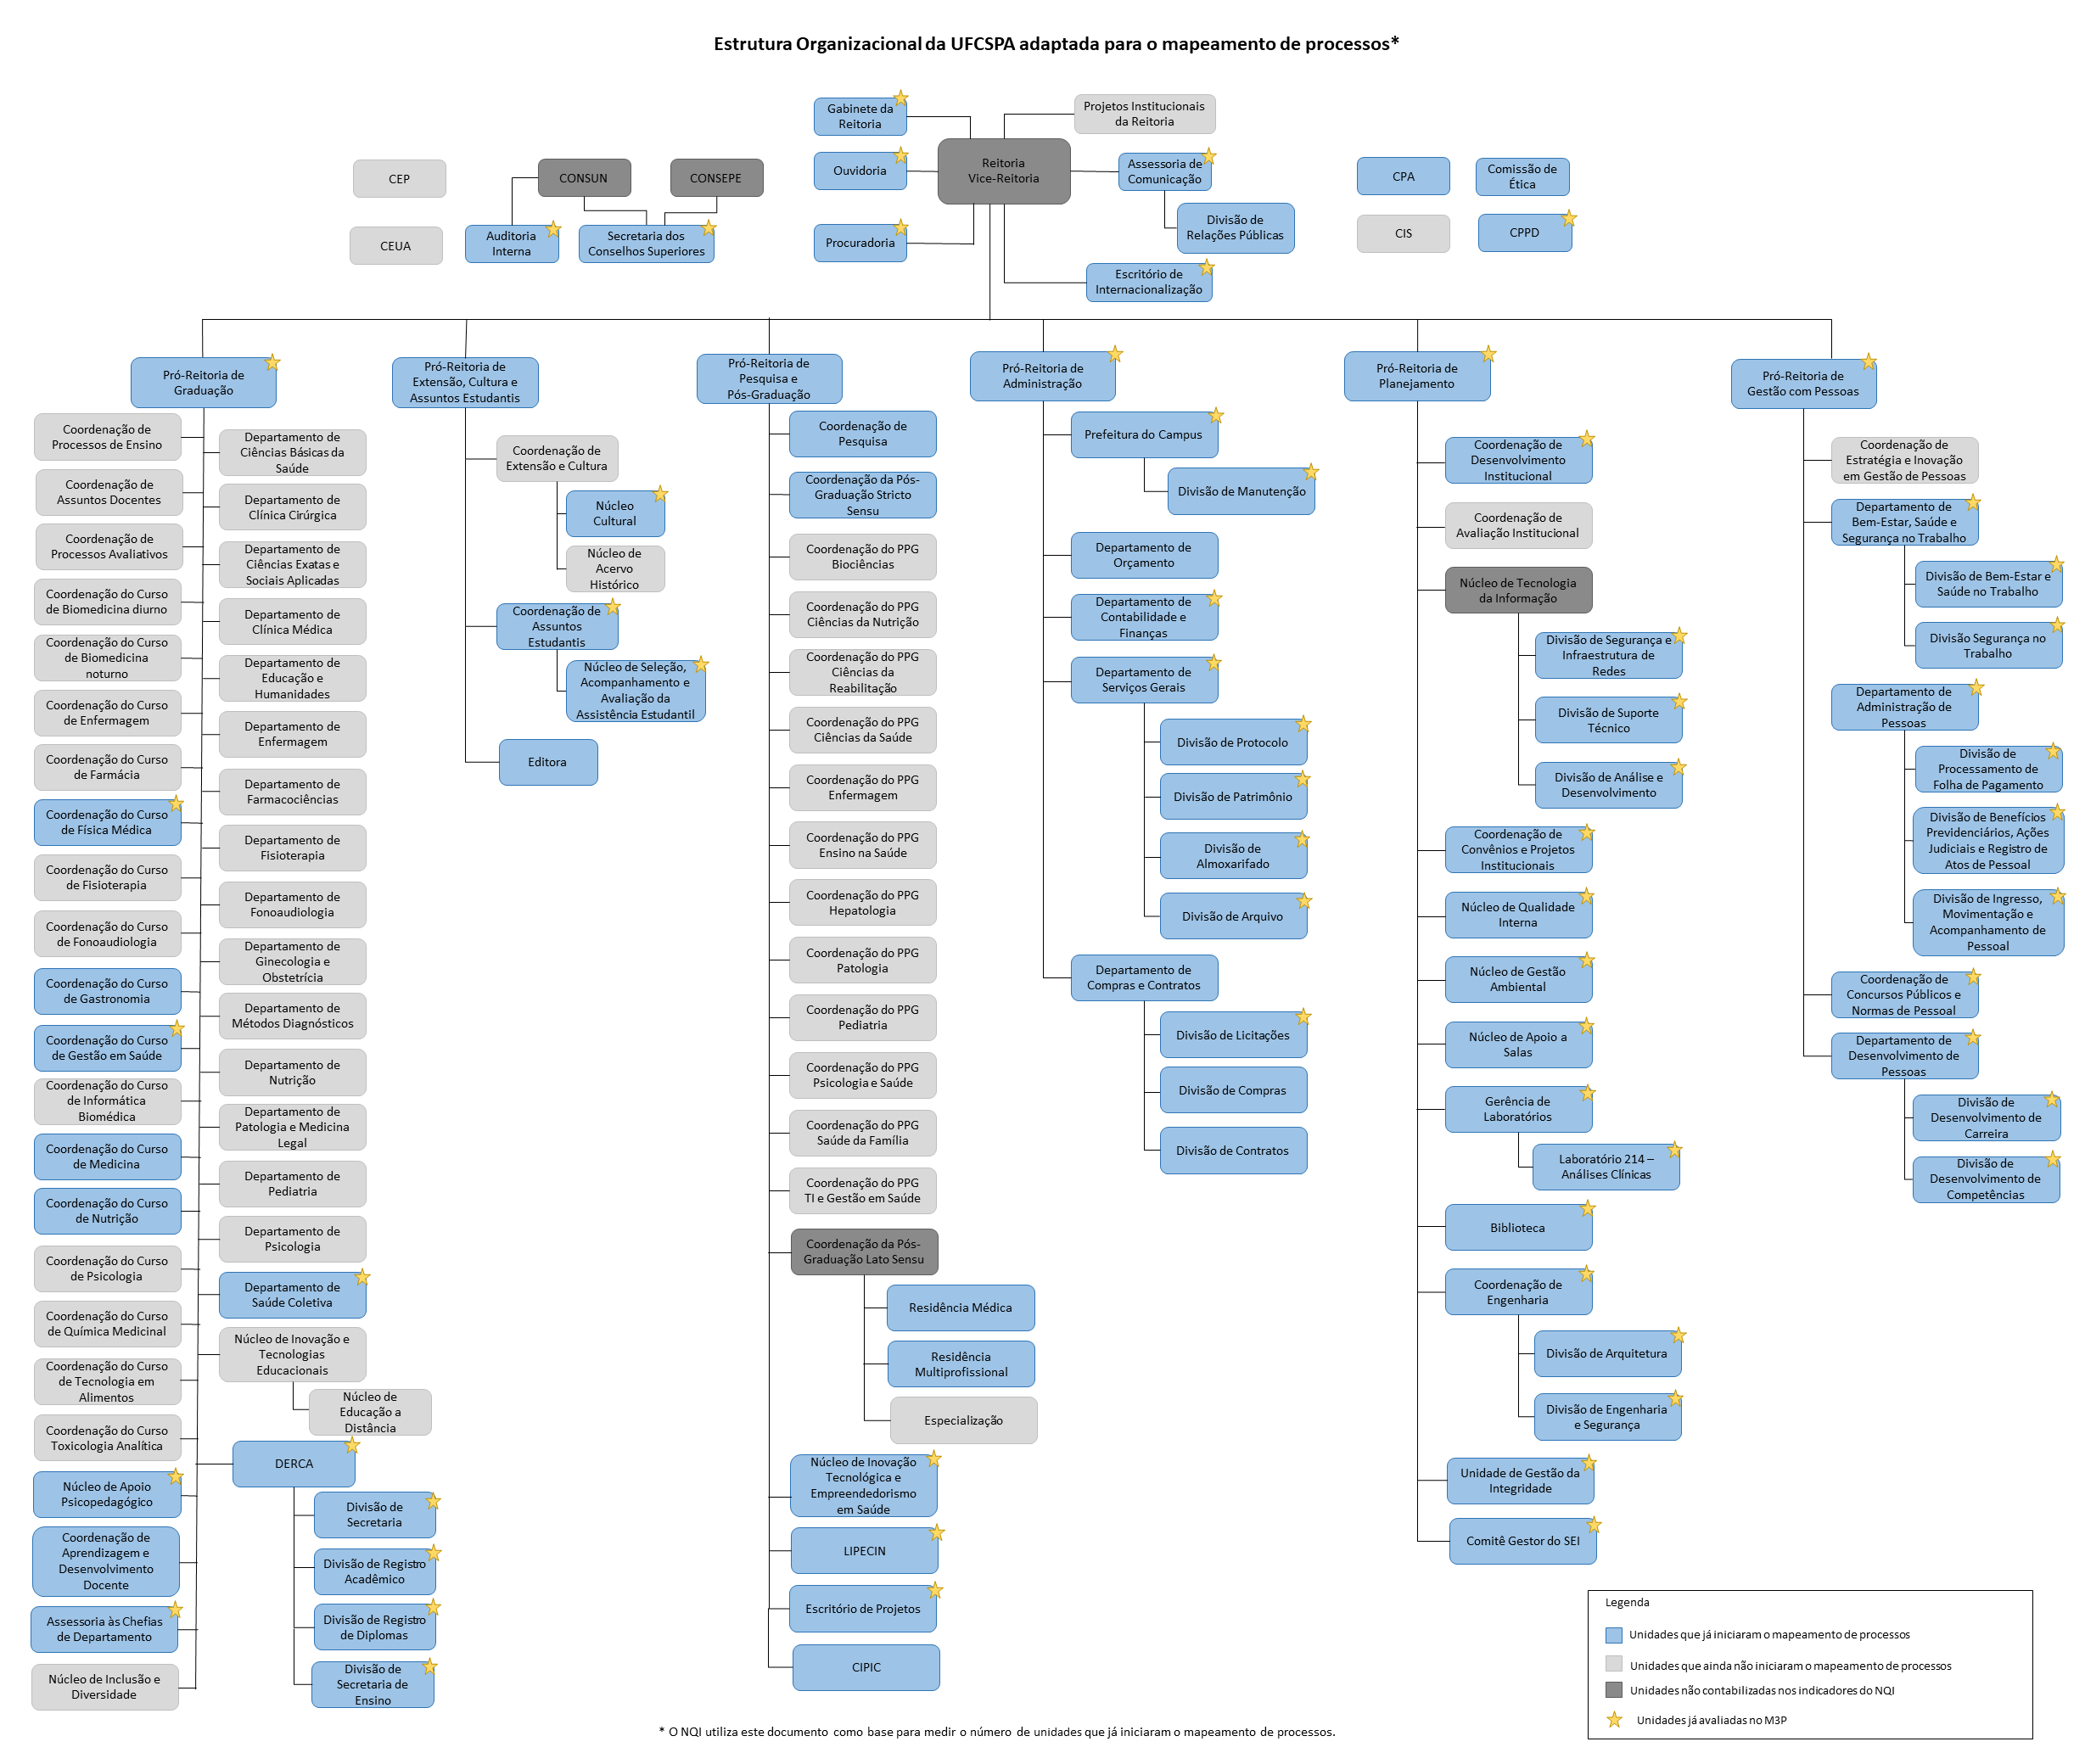 Estrutura Organizacional da UFCSPA adaptada para o mapeamento de processos*
Gabinete da
Reitoria
Projetos Institucionais
da Reitoria
Ouvidoria
Reitoria
Vice-Reitoria
Assessoria de
Comunicação
Divisão de
Relações Públicas
Procuradoria
Escritório de
Internacionalização
CEP
CONSUN
CONSEPE
CEUA
Auditoria
Interna
Secretaria dos
Conselhos Superiores
CPA
Comissão de
Ética
CIS
CPPD
Pró-Reitoria de
Graduação
Coordenação de
Processos de Ensino
Coordenação de
Assuntos Docentes
Coordenação de
Processos Avaliativos
Coordenação do Curso
de Biomedicina diurno
Coordenação do Curso
de Biomedicina
noturno
Coordenação do Curso
de Enfermagem
Coordenação do Curso
de Farmácia
Coordenação do Curso
de Física Médica
Coordenação do Curso
de Fisioterapia
Coordenação do Curso
de Fonoaudiologia
Coordenação do Curso
de Gastronomia
Coordenação do Curso
de Gestão em Saúde
Coordenação do Curso
de Informática
Biomédica
Coordenação do Curso
de Medicina
Coordenação do Curso
de Nutrição
Coordenação do Curso
de Psicologia
Coordenação do Curso
de Química Medicinal
Coordenação do Curso
de Tecnologia em
Alimentos
Coordenação do Curso
Toxicologia Analítica
Núcleo de Apoio
Psicopedagógico
Coordenação de
Aprendizagem e
Desenvolvimento
Docente
Assessoria às Chefias
de Departamento
Núcleo de Inclusão e
Diversidade
Departamento de
Ciências Básicas da
Saúde
Departamento de
Clínica Cirúrgica
Departamento de
Ciências Exatas e
Sociais Aplicadas
Departamento de
Clínica Médica
Departamento de
Educação e
Humanidades
Departamento de
Enfermagem
Departamento de
Farmacociências
Departamento de
Fisioterapia
Departamento de
Fonoaudiologia
Departamento de
Ginecologia e
Obstetrícia
Departamento de
Métodos Diagnósticos
Departamento de
Nutrição
Departamento de
Patologia e Medicina
Legal
Departamento de
Pediatria
Departamento de
Psicologia
Departamento de
Saúde Coletiva
Núcleo de Inovação e
Tecnologias
Educacionais
Núcleo de
Educação a
Distância
DERCA
Divisão de
Secretaria
Divisão de Registro
Acadêmico
Divisão de Registro
de Diplomas
Divisão de
Secretaria de
Ensino
Pró-Reitoria de
Extensão, Cultura e
Assuntos Estudantis
Coordenação de
Extensão e Cultura
Núcleo
Cultural
Núcleo de
Acervo
Histórico
Coordenação de
Assuntos
Estudantis
Núcleo de Seleção,
Acompanhamento e
Avaliação da
Assistência Estudantil
Editora
Pró-Reitoria de
Pesquisa e
Pós-Graduação
Coordenação de
Pesquisa
Coordenação da Pós-
Graduação Stricto
Sensu
Coordenação do PPG
Biociências
Coordenação do PPG
Ciências da Nutrição
Coordenação do PPG
Ciências da
Reabilitação
Coordenação do PPG
Ciências da Saúde
Coordenação do PPG
Enfermagem
Coordenação do PPG
Ensino na Saúde
Coordenação do PPG
Hepatologia
Coordenação do PPG
Patologia
Coordenação do PPG
Pediatria
Coordenação do PPG
Psicologia e Saúde
Coordenação do PPG
Saúde da Família
Coordenação do PPG
TI e Gestão em Saúde
Coordenação da Pós-
Graduação Lato Sensu
Residência Médica
Residência
Multiprofissional
Especialização
Núcleo de Inovação
Tecnológica e
Empreendedorismo
em Saúde
LIPECIN
Escritório de Projetos
CIPIC
Pró-Reitoria de
Administração
Prefeitura do Campus
Divisão de Manutenção
Departamento de
Orçamento
Departamento de
Contabilidade e
Finanças
Departamento de
Serviços Gerais
Divisão de Protocolo
Divisão de Patrimônio
Divisão de
Almoxarifado
Divisão de Arquivo
Departamento de
Compras e Contratos
Divisão de Licitações
Divisão de Compras
Divisão de Contratos
Pró-Reitoria de
Planejamento
Coordenação de
Desenvolvimento
Institucional
Coordenação de
Avaliação Institucional
Núcleo de Tecnologia
da Informação
Divisão de Segurança e
Infraestrutura de
Redes
Divisão de Suporte
Técnico
Divisão de Análise e
Desenvolvimento
Coordenação de
Convênios e Projetos
Institucionais
Núcleo de Qualidade
Interna
Núcleo de Gestão
Ambiental
Núcleo de Apoio a
Salas
Gerência de
Laboratórios
Laboratório 214 –
Análises Clínicas
Biblioteca
Coordenação de
Engenharia
Divisão de Arquitetura
Divisão de Engenharia
e Segurança
Unidade de Gestão da
Integridade
Comitê Gestor do SEI
Pró-Reitoria de
Gestão com Pessoas
Coordenação de
Estratégia e Inovação
em Gestão de Pessoas
Departamento de
Bem-Estar, Saúde e
Segurança no Trabalho
Divisão de Bem-Estar e
Saúde no Trabalho
Divisão Segurança no
Trabalho
Departamento de
Administração de
Pessoas
Divisão de
Processamento de
Folha de Pagamento
Divisão de Benefícios
Previdenciários, Ações
Judiciais e Registro de
Atos de Pessoal
Divisão de Ingresso,
Movimentação e
Acompanhamento de
Pessoal
Coordenação de
Concursos Públicos e
Normas de Pessoal
Departamento de
Desenvolvimento de
Pessoas
Divisão de
Desenvolvimento de
Carreira
Divisão de
Desenvolvimento de
Competências
Legenda
Unidades que já iniciaram o mapeamento de processos
Unidades que ainda não iniciaram o mapeamento de processos
Unidades não contabilizadas nos indicadores do NQI
Unidades já avaliadas no M3P
* O NQI utiliza este documento como base para medir o número de unidades que já iniciaram o mapeamento de processos.